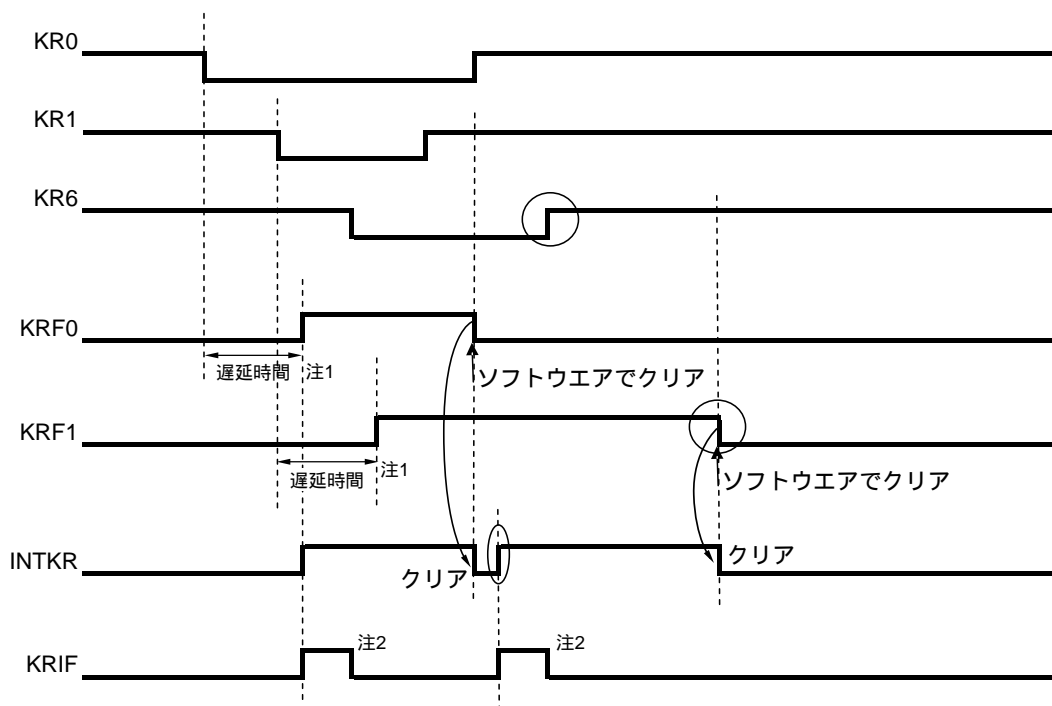 KR0
KR1
KR6
KRF0
遅延時間 注1
ソフトウエアでクリア
KRF1
遅延時間 注1
ソフトウエアでクリア
INTKR
クリア
クリア
KRIF
注2
注2